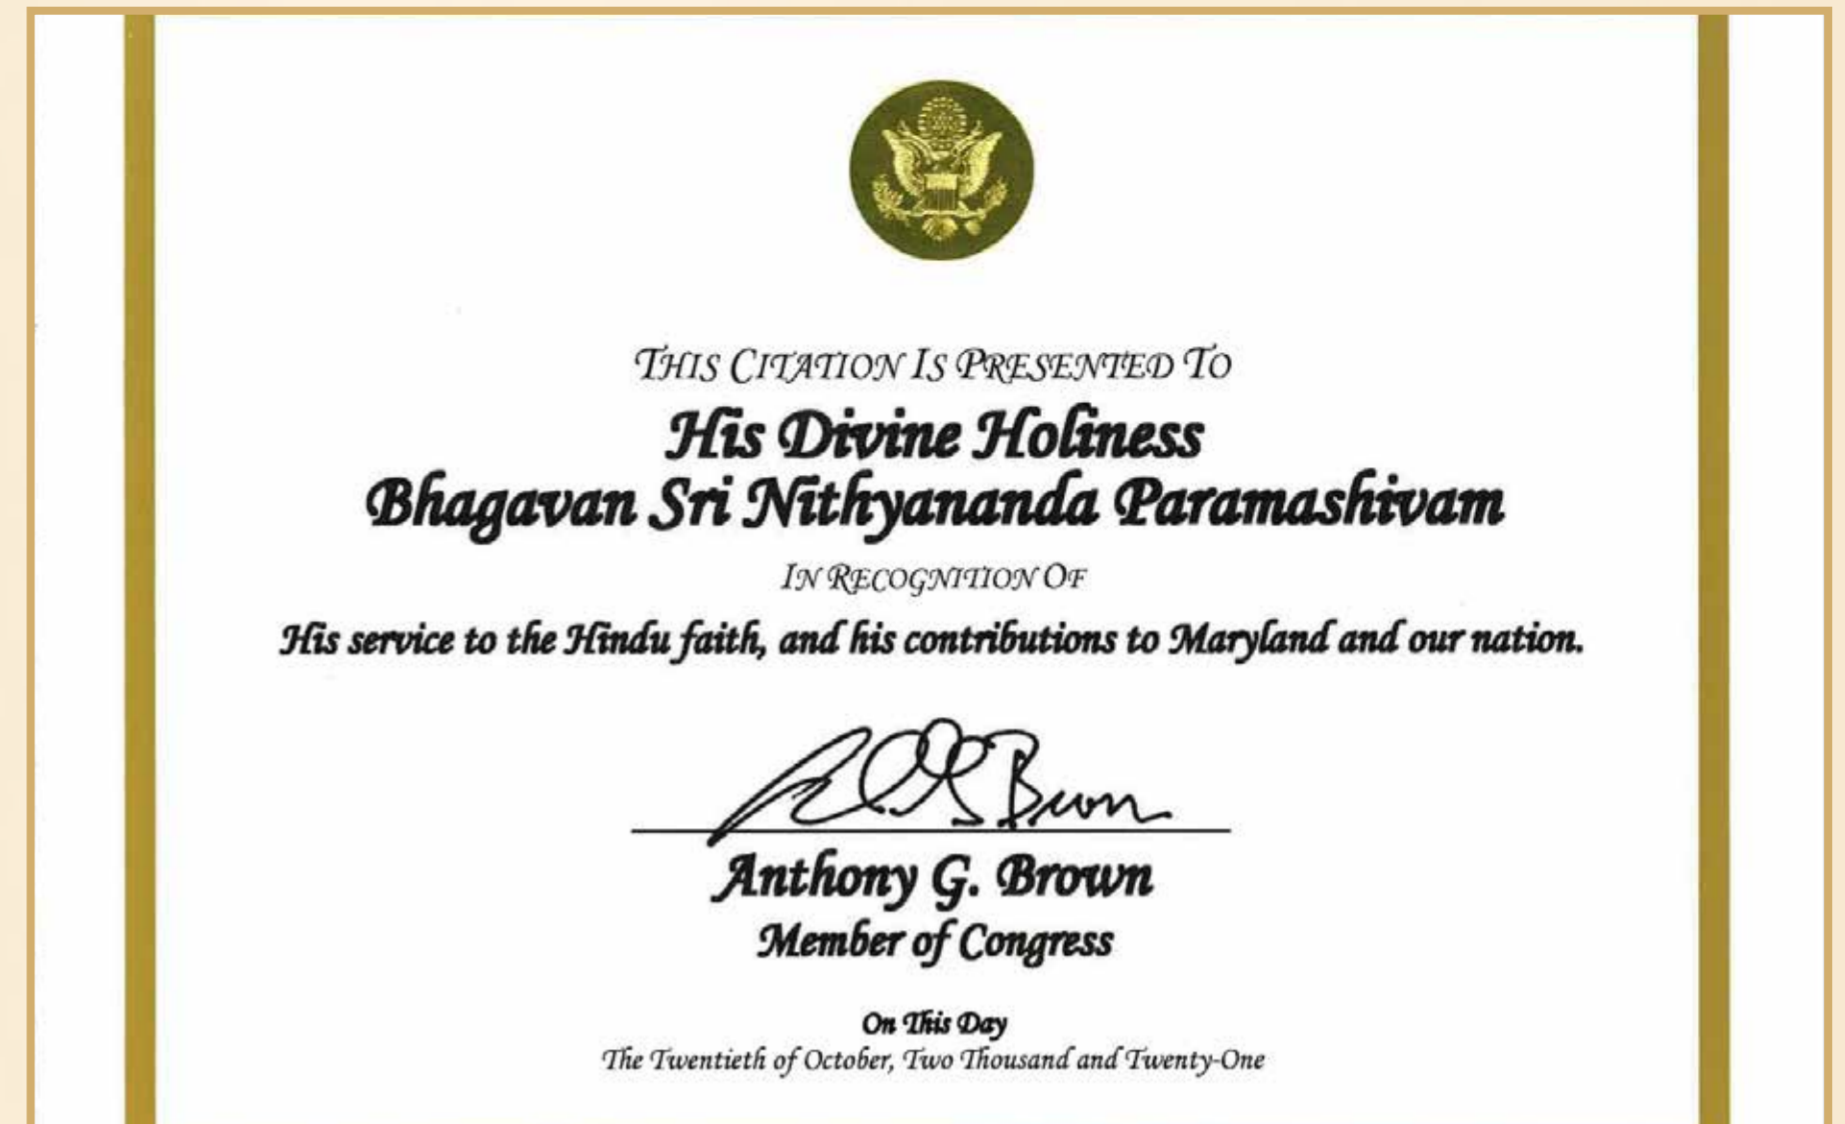 This Citation Is Presented To
His Divine Holiness
Bhagavan Sri Nithyananda Paramashivam
In Recognition Of
His service to the Hindu faith, and his contributions to Maryland and our nation.
Anthony G. Brown
Member of Congress
On This Day
The Twentieth of October, Two Thousand and Twenty-One